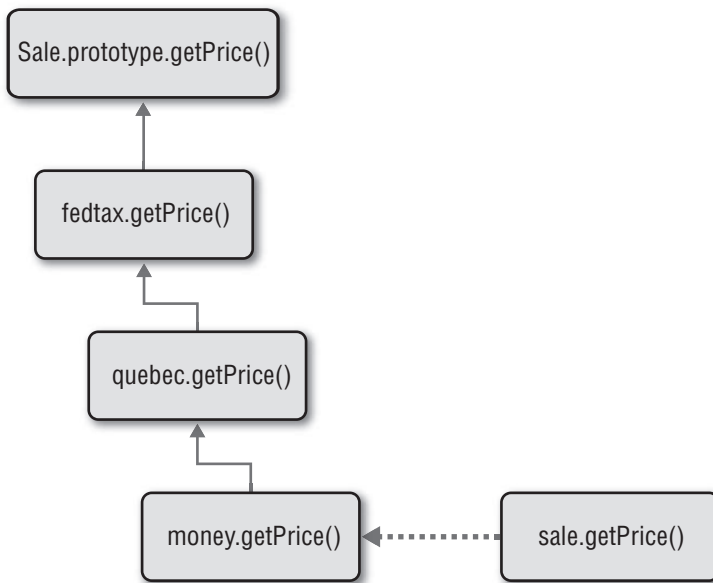 Sale.prototype.getPrice()
fedtax.getPrice()
quebec.getPrice()
money.getPrice()
sale.getPrice()